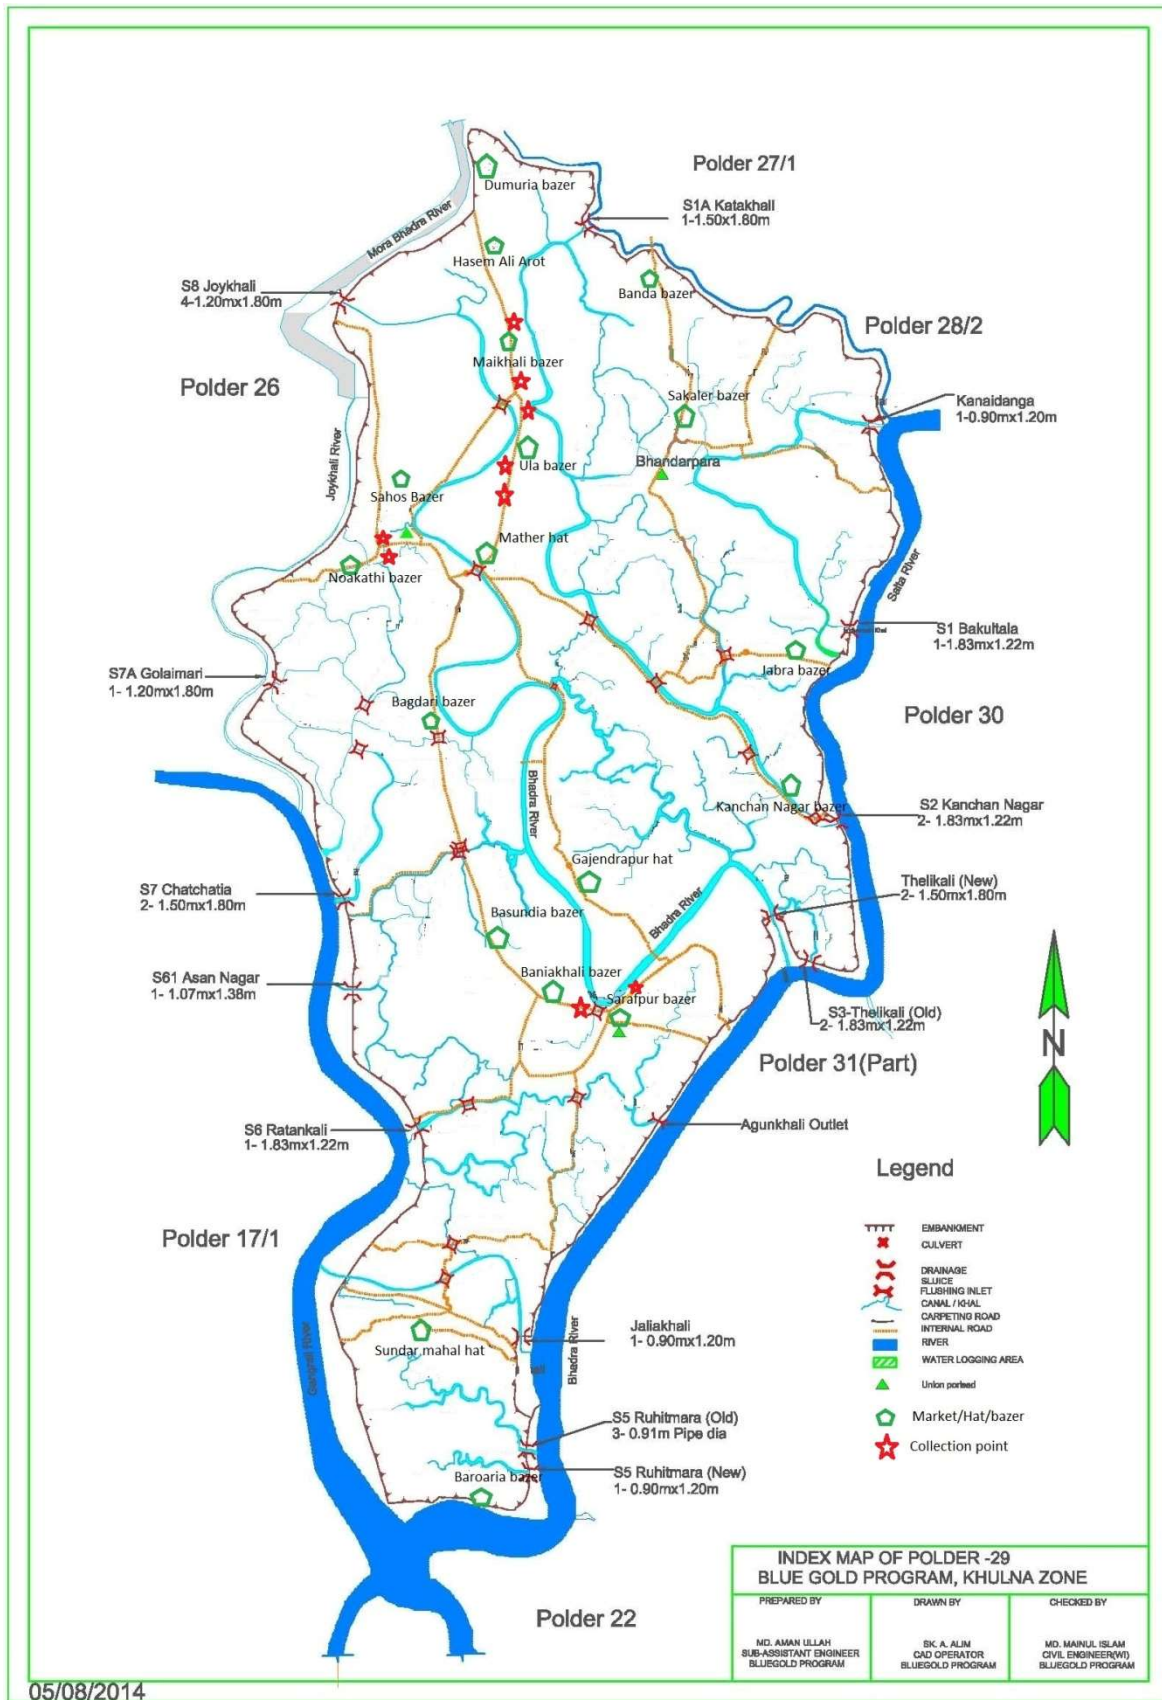 Polder 27/1
Dumuria bazer
S1A Katakhali
1-1.50x1.80m
Mora Bhadra River
Hasem Ali Arot
S8 Joykhali
4-1.20mx1.80m
Banda bazer
Polder 28/2
Maikhali bazer
Polder 26
Sakaler bazer
Kanaidanga
1-0.90mx1.20m
Joykhali River
Ula bazer
Bhandarpara
Sahos Bazer
Mather hat
Noakathi bazer
Salta River
S1 Bakultala
1-1.83mx1.22m
Jabra bazer
S7A Golaimari
1- 1.20mx1.80m
Bagdari bazer
Polder 30
Bhadra River
Kanchan Nagar bazer
S2 Kanchan Nagar
2- 1.83mx1.22m
Gajendrapur hat
S7 Chatchatia
2- 1.50mx1.80m
Thelikali (New)
2- 1.50mx1.80m
Basundia bazer
Bhadra River
S61 Asan Nagar
1- 1.07mx1.38m
Baniakhali bazer
Sarafpur bazer
S3-Thelikali (Old)
2- 1.83mx1.22m
N
Polder 31(Part)
S6 Ratankali
1- 1.83mx1.22m
Agunkhali Outlet
Polder 17/1
Legend
EMBANKMENT
CULVERT
DRAINAGE
SLUICE
FLUSHING INLET
CANAL / KHAL
CARPETING ROAD
INTERNAL ROAD
RIVER
WATER LOGGING AREA
Union porisad
Market/Hat/bazer
Collection point
Jaliakhali
1- 0.90mx1.20m
Sundar mahal hat
Bhadra River
Gangrail River
S5 Ruhitmara (Old)
3- 0.91m Pipe dia
S5 Ruhitmara (New)
1- 0.90mx1.20m
Baroaria bazer
Polder 22
INDEX MAP OF POLDER -29
BLUE GOLD PROGRAM, KHULNA ZONE
PREPARED BY
MD. AMAN ULLAH
SUB-ASSISTANT ENGINEER
BLUEGOLD PROGRAM
DRAWN BY
SK. A. ALIM
CAD OPERATOR
BLUEGOLD PROGRAM
CHECKED BY
MD. MAINUL ISLAM
CIVIL ENGINEER(WI)
BLUEGOLD PROGRAM
05/08/2014